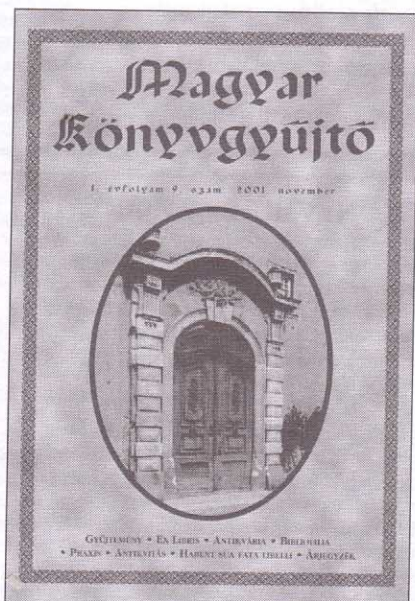 Magyar
Könyvgyűjtő
I. évfolyam 9. szám 2001. november
GYŰJTEMÉNY • EX LIBRIS • ANTIKVÁRIA • BIBLIOFILIA
• PRAXIS • ANTIKVITÁS • HABENT SUA FATA LIBELLI • ÁRJEGYZÉK